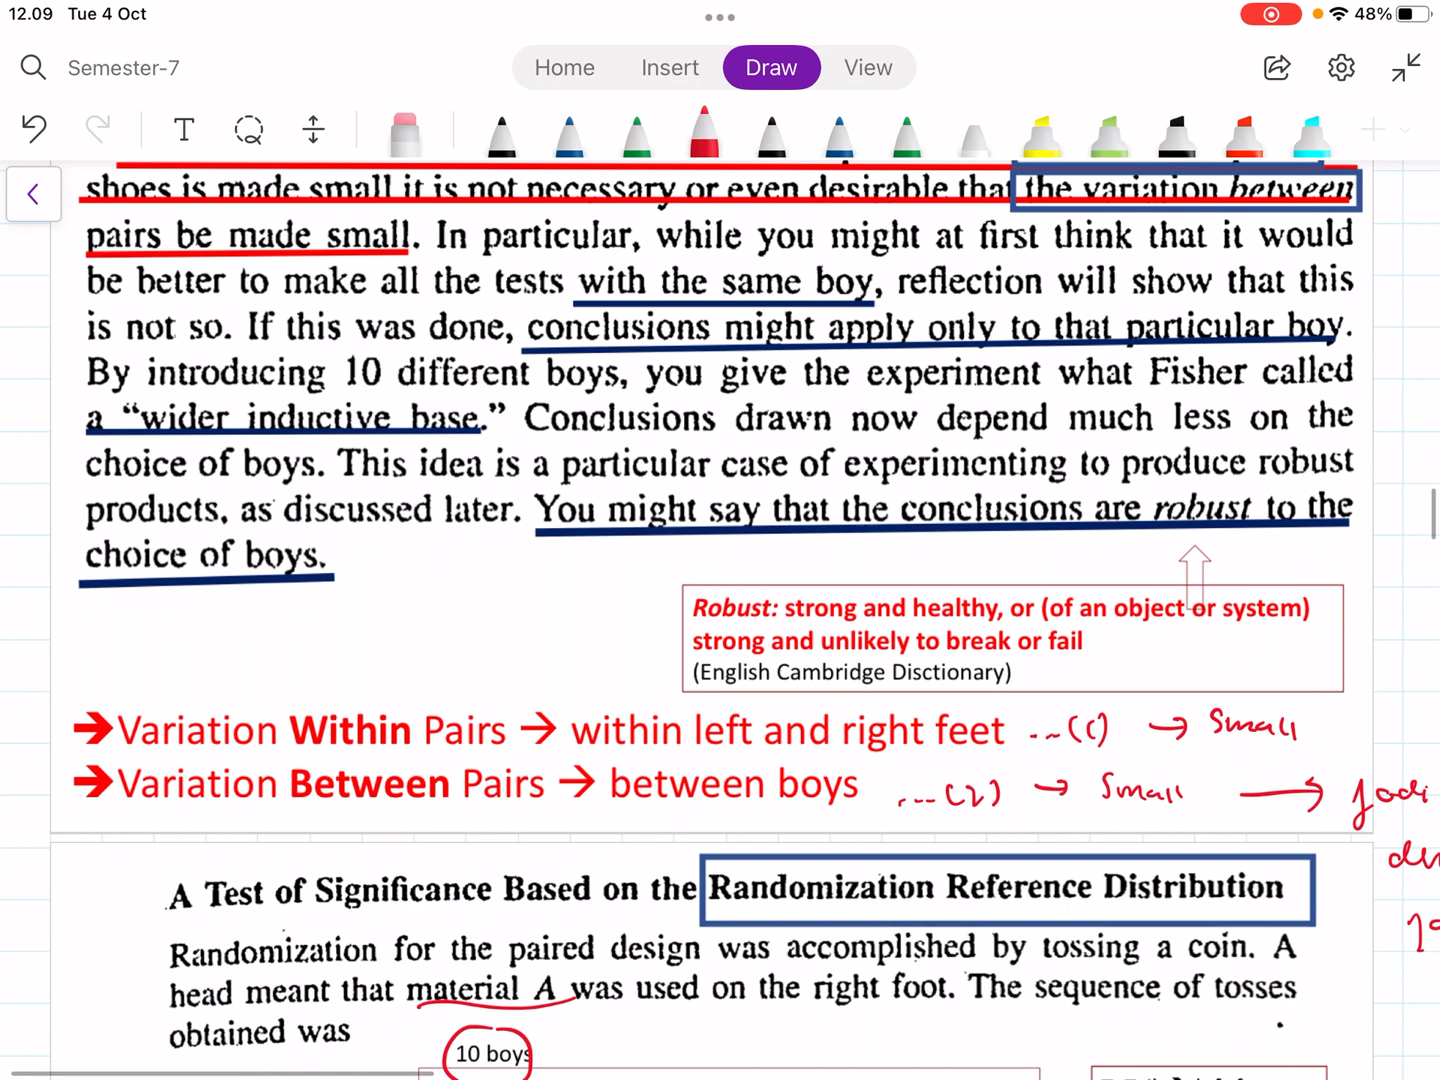 12.09 Tue 4 Oct
48%
Semester-7
Home Insert Draw View
shoes is made small it is not necessary or even desirable that the variation between
pairs be made small. In particular, while you might at first think that it would
be better to make all the tests with the same boy, reflection will show that this
is not so. If this was done, conclusions might apply only to that particular boy.
By introducing 10 different boys, you give the experiment what Fisher called
a “wider inductive base.” Conclusions drawn now depend much less on the
choice of boys. This idea is a particular case of experimenting to produce robust
products, as discussed later. You might say that the conclusions are robust to the
choice of boys.
Robust: strong and healthy, or (of an object or system)
strong and unlikely to break or fail
(English Cambridge Disctionary)
➔Variation Within Pairs → within left and right feet ...(1) → Small
➔Variation Between Pairs → between boys ...(2) → Small →
A Test of Significance Based on the Randomization Reference Distribution
Randomization for the paired design was accomplished by tossing a coin. A
head meant that material A was used on the right foot. The sequence of tosses
obtained was
10 boys